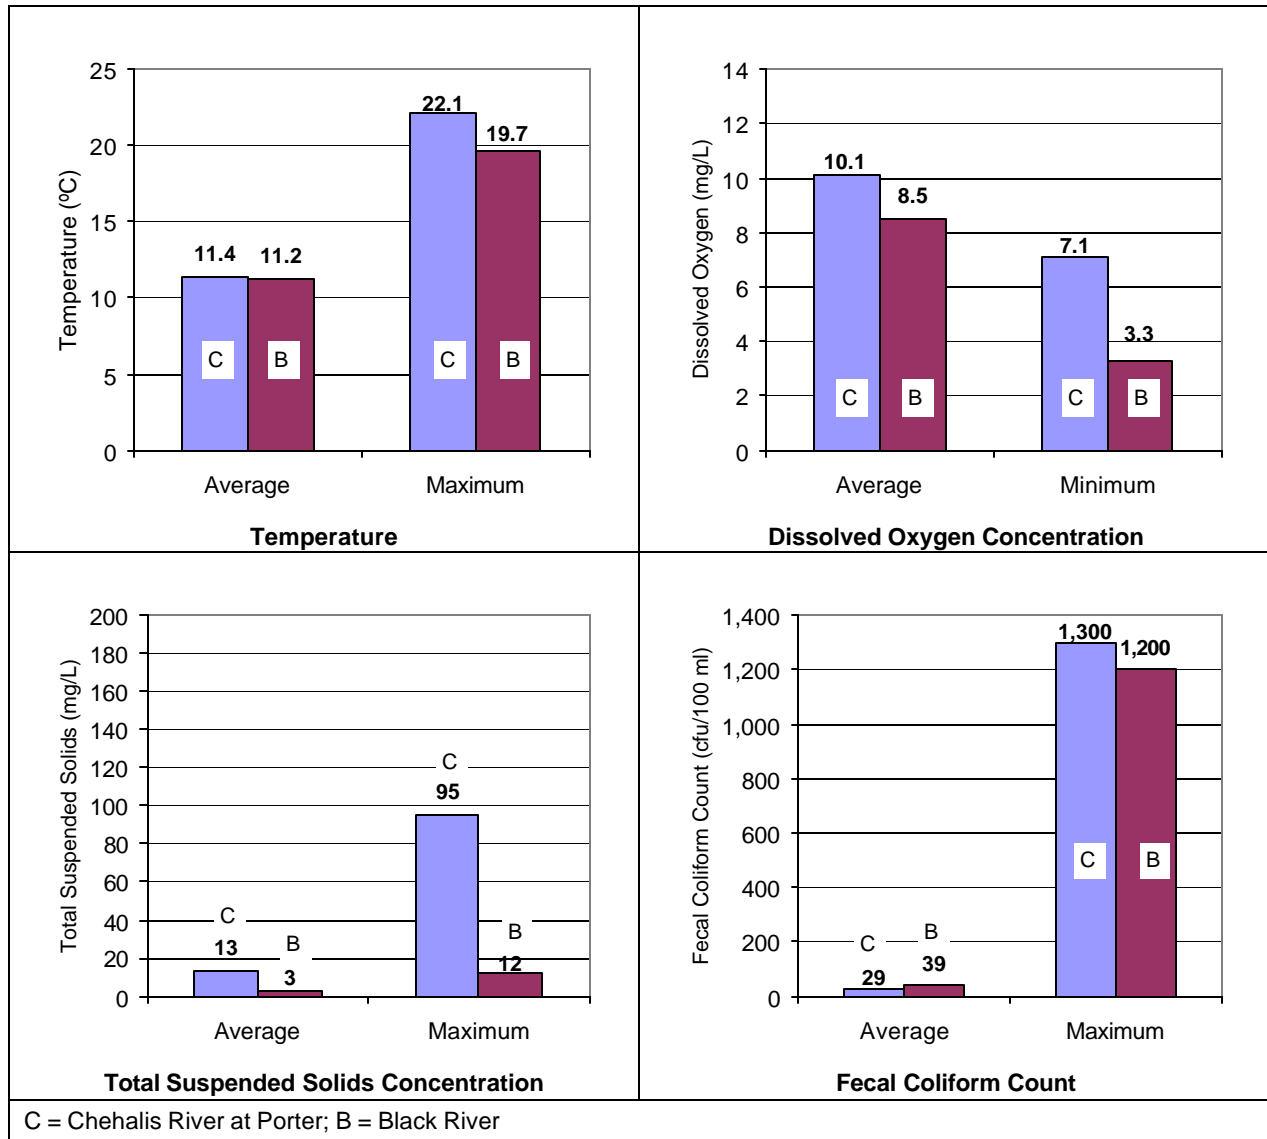 25
20
15
10
5
0
Temperature (ºC)
11.4
11.2
22.1
19.7
C
B
C
B
Average
Maximum
Temperature
14
12
10
8
6
4
2
0
Dissolved Oxygen (mg/L)
10.1
8.5
7.1
3.3
C
B
C
B
Average
Minimum
Dissolved Oxygen Concentration
200
180
160
140
120
100
80
60
40
20
0
Total Suspended Solids (mg/L)
C
13
B
3
C
95
B
12
Average
Maximum
Total Suspended Solids Concentration
1,400
1,200
1,000
800
600
400
200
0
Fecal Coliform Count (cfu/100 ml)
C
29
B
39
1,300
1,200
C
B
Average
Maximum
Fecal Coliform Count
C = Chehalis River at Porter; B = Black River